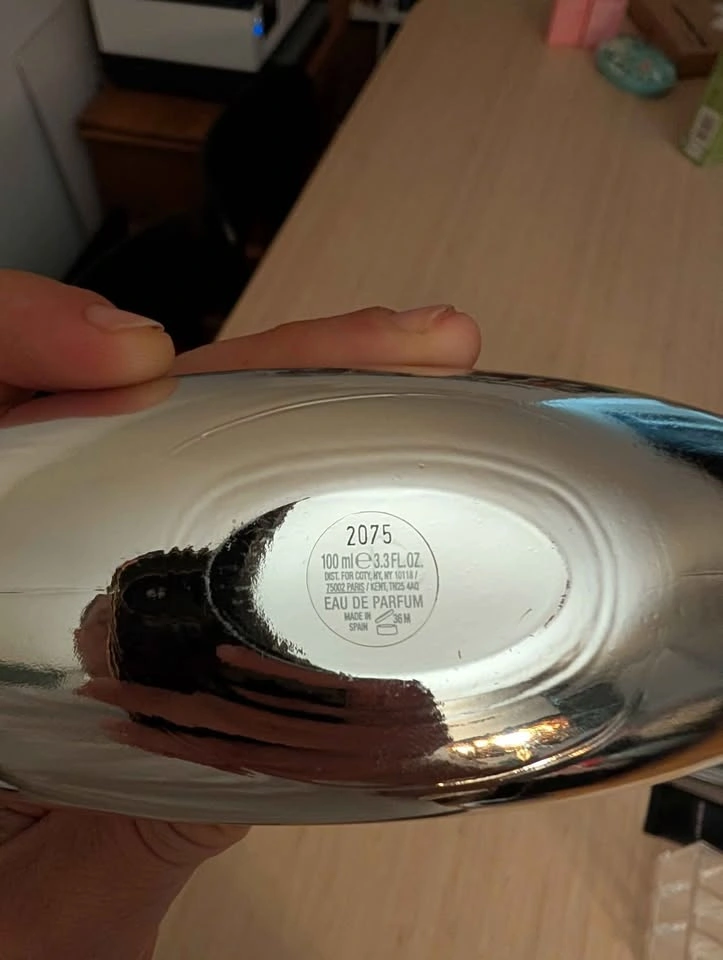 2075
100 ml ℮ 3.3 FL.OZ.
DIST. FOR COTY, NY, NY 10118 /
75002 PARIS / KENT, TN25 4AQ
EAU DE PARFUM
MADE IN
SPAIN
36 M